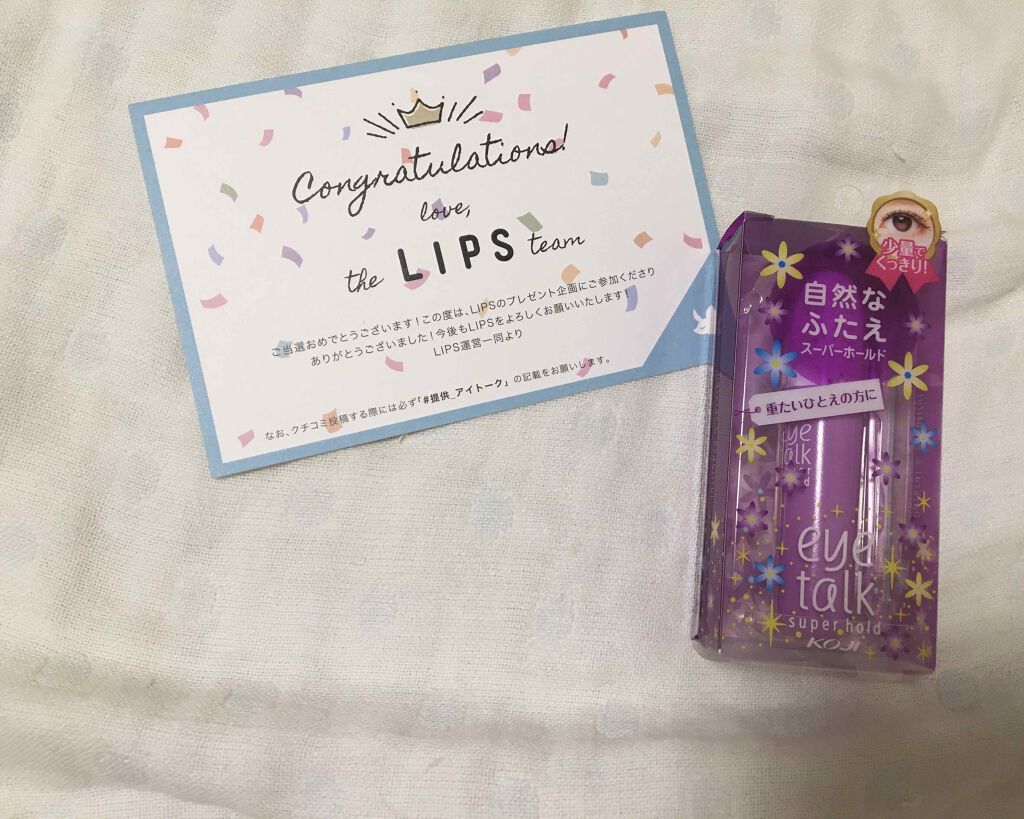 Congratulations!
love,
the LIPS team
ご当選おめでとうございます！この度は、LIPSのプレゼント企画にご参加くださり
ありがとうございました！今後もLIPSをよろしくお願いいたします！
LIPS運営一同より
なお、クチコミ投稿する際には必ず「#提供_アイトーク」の記載をお願いします。
少量で
くっきり!
自然な
ふたえ
スーパーホールド
重たいひとえの方に
eye
talk
eye
talk
super hold
KOJI